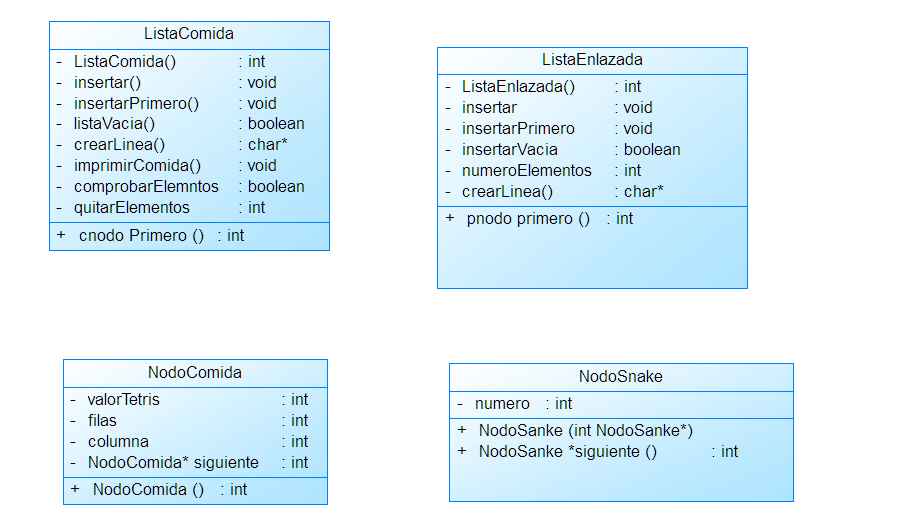 ListaComida
- ListaComida() : int
- insertar() : void
- insertarPrimero() : void
- listaVacia() : boolean
- crearLinea() : char*
- imprimirComida() : void
- comprobarElemntos : boolean
- quitarElementos : int
+ cnodo Primero () : int
ListaEnlazada
- ListaEnlazada() : int
- insertar : void
- insertarPrimero : void
- insertarVacia : boolean
- numeroElementos : int
- crearLinea() : char*
+ pnodo primero () : int
NodoComida
- valorTetris : int
- filas : int
- columna : int
- NodoComida* siguiente : int
+ NodoComida () : int
NodoSnake
- numero : int
+ NodoSanke (int NodoSanke*)
+ NodoSanke *siguiente () : int